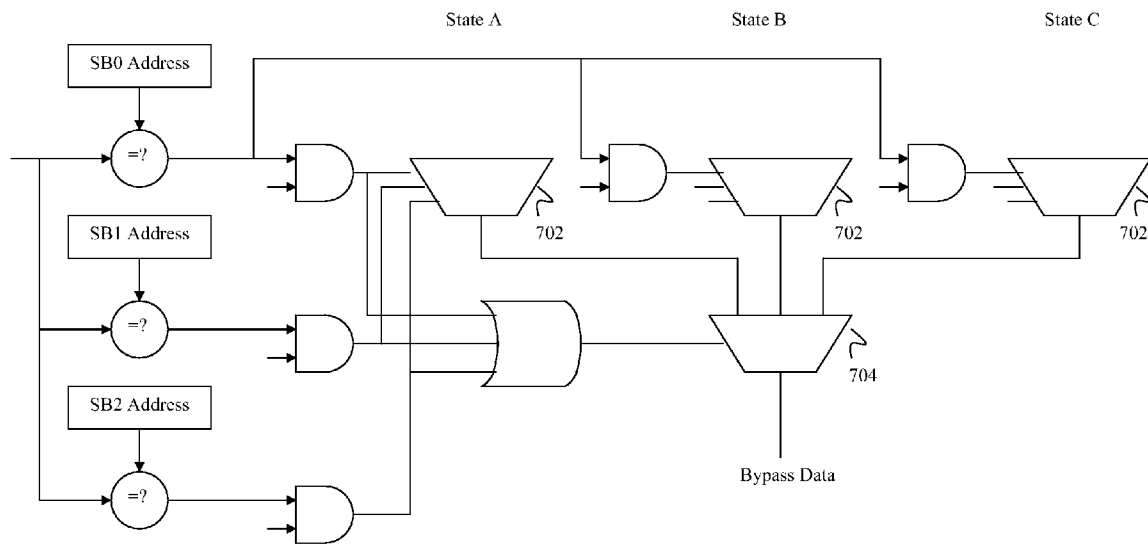 State A
State B
State C
SB0 Address
=?
702
702
702
SB1 Address
=?
704
SB2 Address
=?
Bypass Data